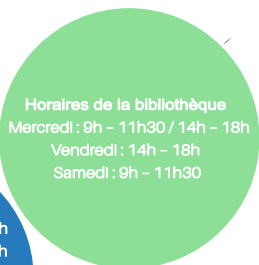 Horaires de la bibliothèque
Mercredi : 9h – 11h30 / 14h – 18h
Vendredi : 14h – 18h
Samedi : 9h – 11h30
h
h